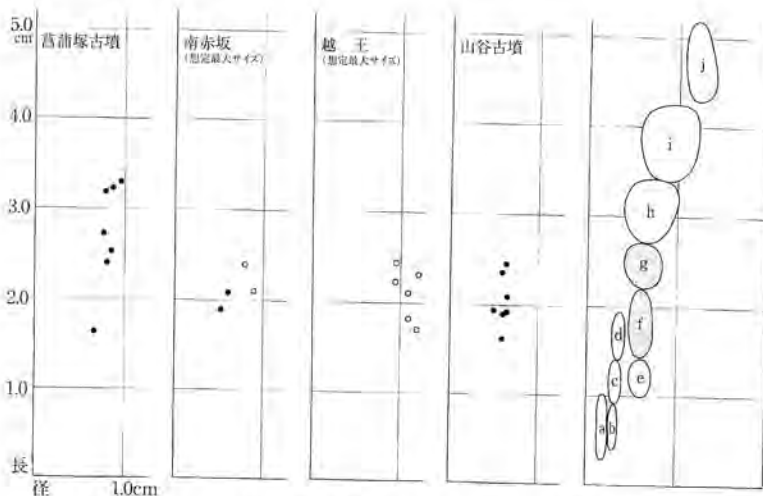 5.0
cm
菖蒲塚古墳
南赤坂
(想定最大サイズ)
越 王
(想定最大サイズ)
山谷古墳
4.0
3.0
2.0
1.0
長
径
1.0cm
j
i
h
g
f
d
c
e
a
b